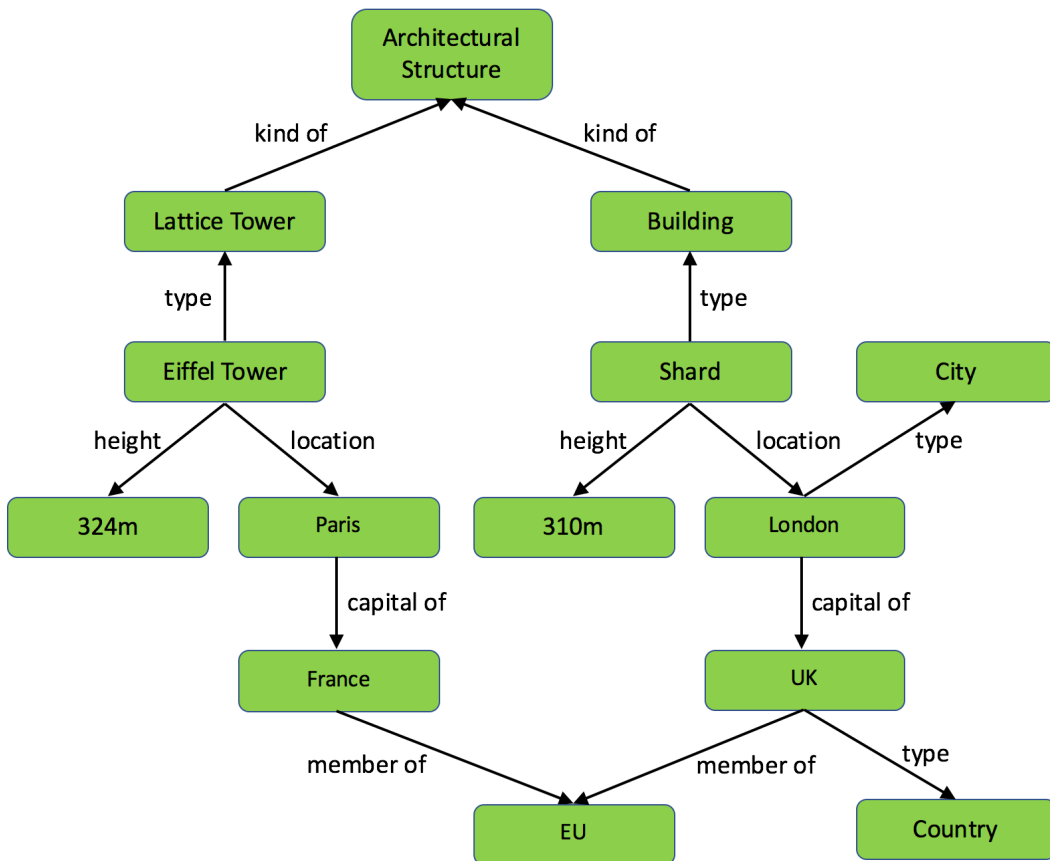 Architectural
Structure
kind of
kind of
Lattice Tower
Building
type
type
Eiffel Tower
Shard
City
height
location
height
location
type
324m
Paris
310m
London
capital of
capital of
France
UK
member of
member of
type
EU
Country